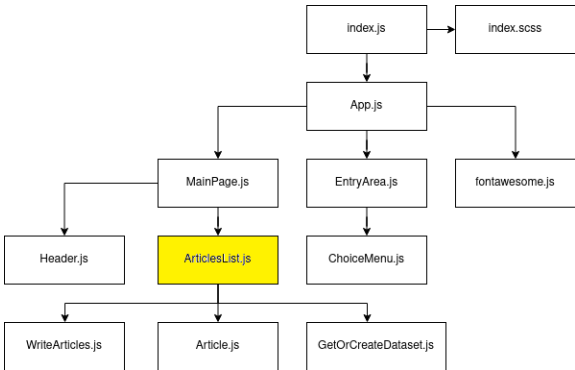 index.js
index.scss
App.js
MainPage.js
EntryArea.js
fontawesome.js
Header.js
ArticlesList.js
ChoiceMenu.js
WriteArticles.js
Article.js
GetOrCreateDataset.js